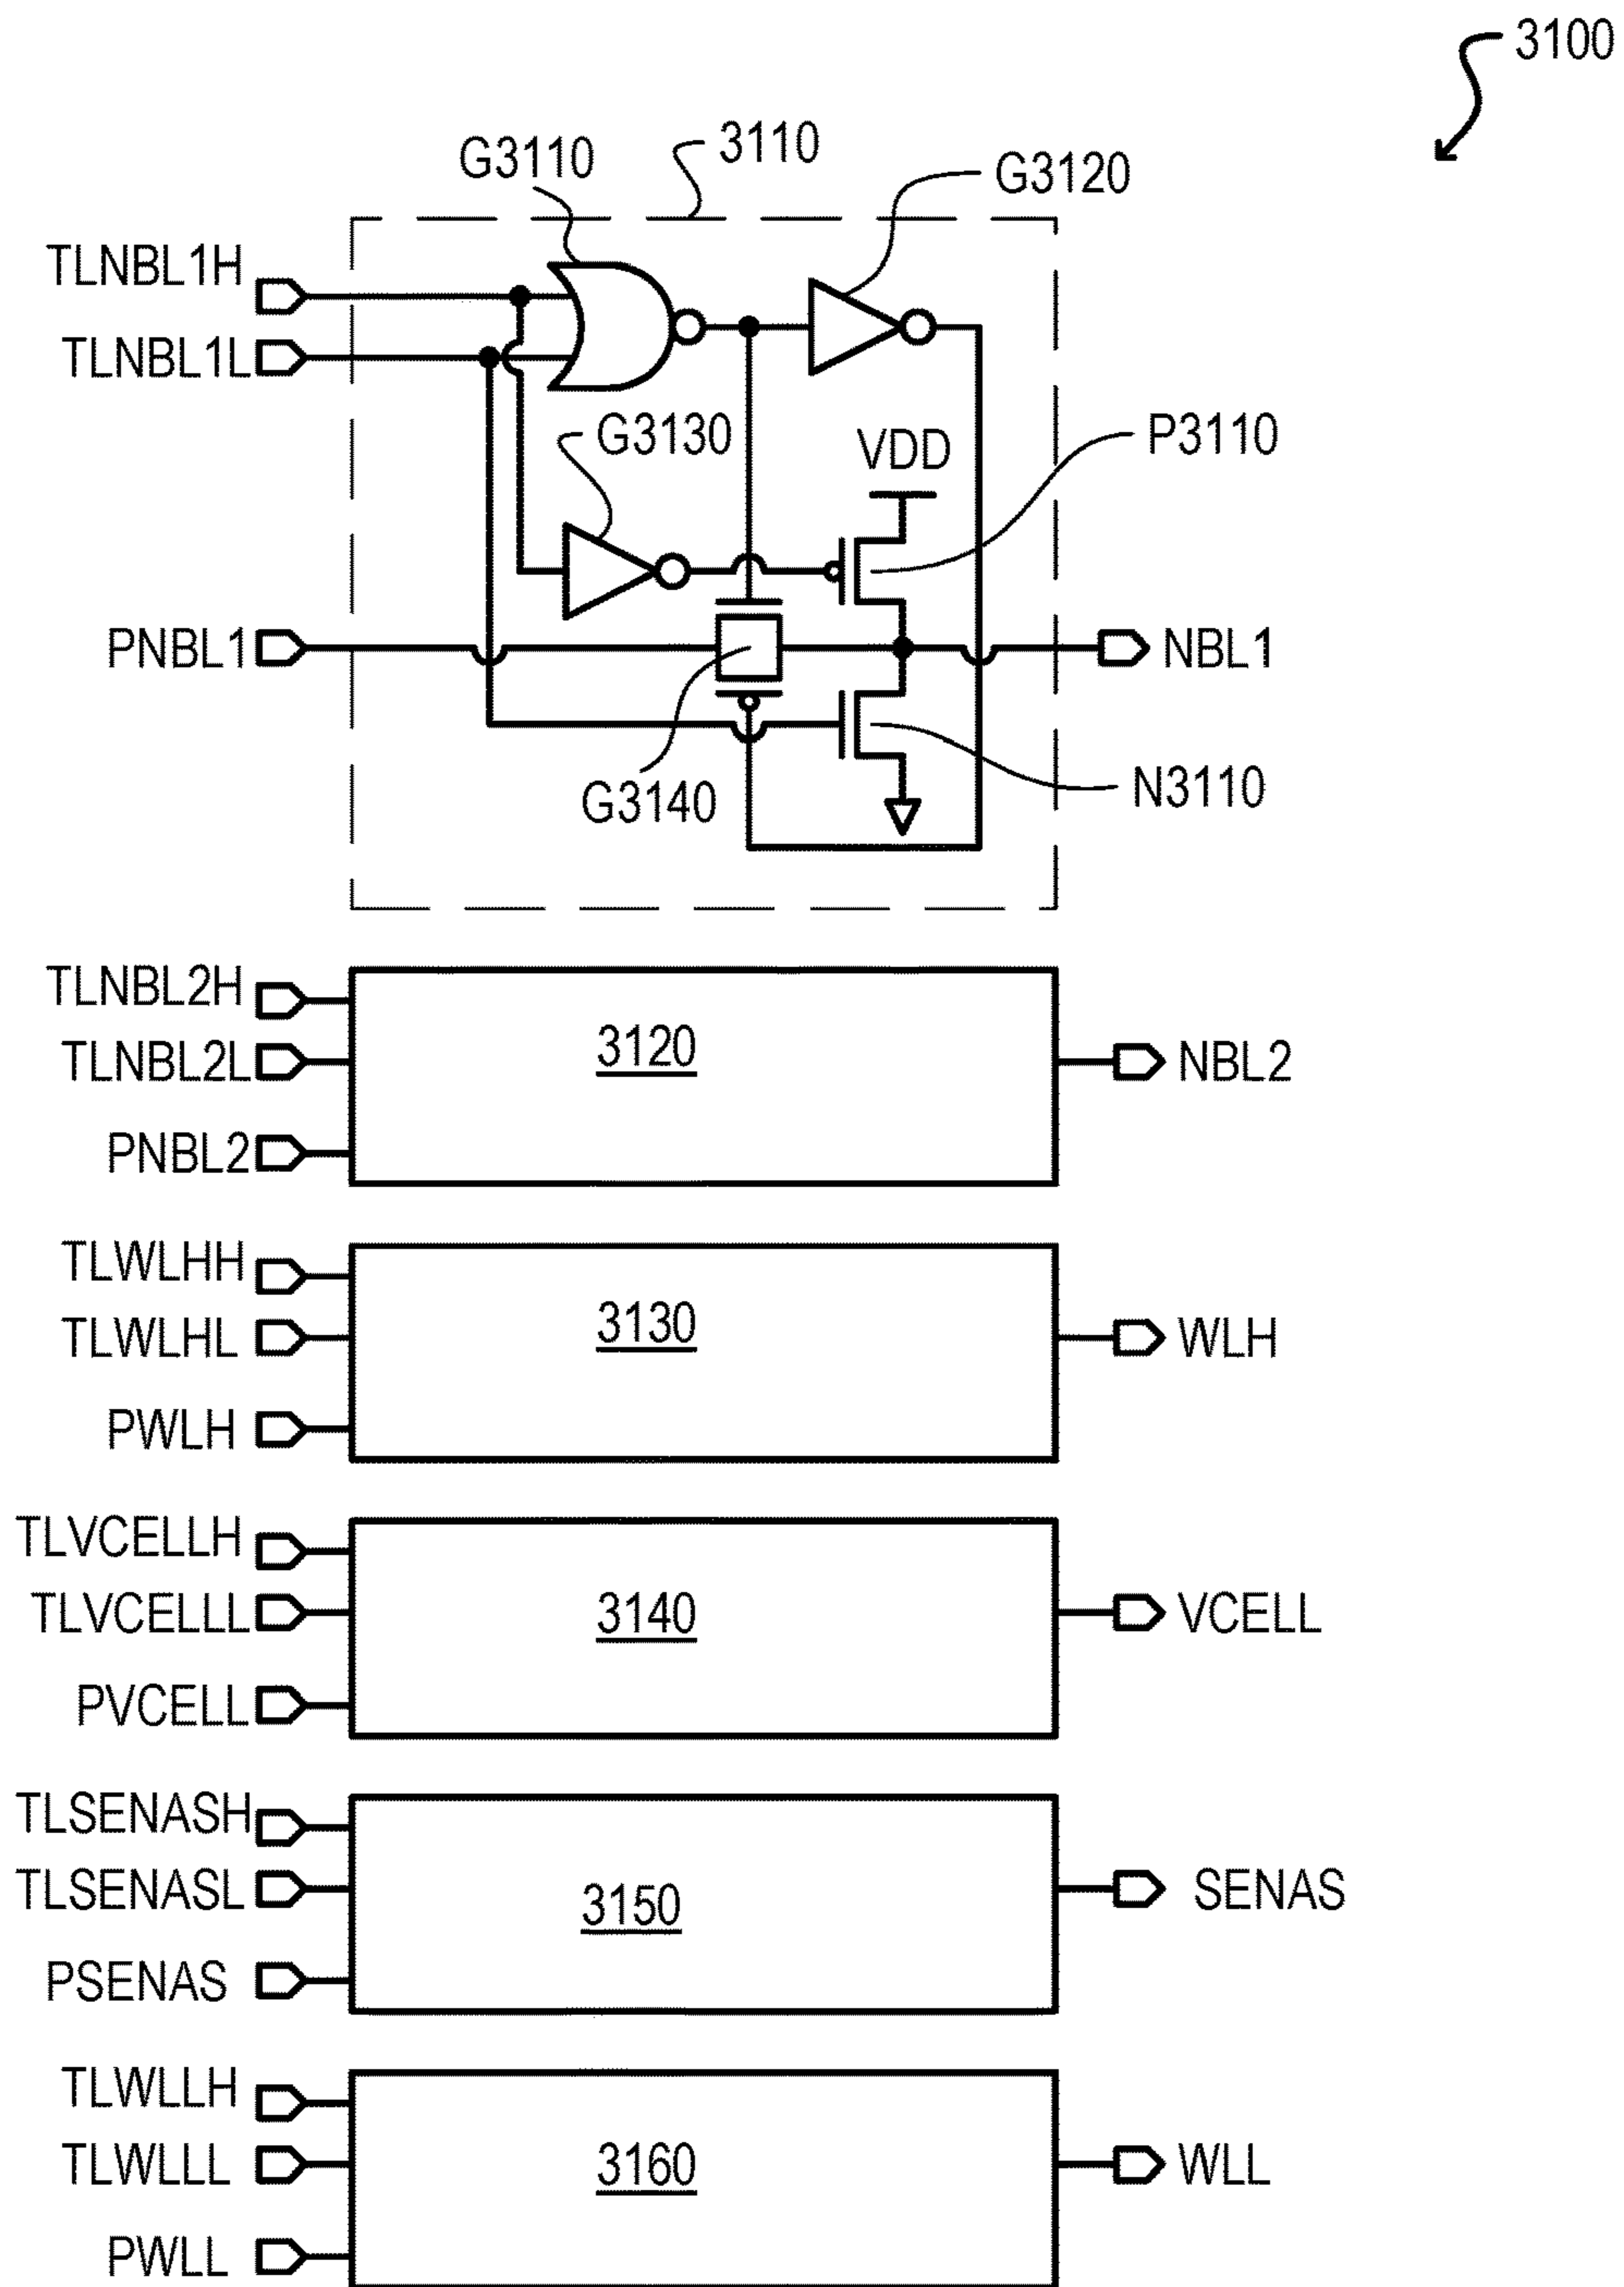 3100
3110
G3110
G3120
TLNBL1H
TLNBL1L
G3130
VDD
P3110
PNBL1
NBL1
G3140
N3110
TLNBL2H
3120
TLNBL2L
NBL2
PNBL2
TLWLHH
3130
TLWLHL
WLH
PWLH
TLVCELLH
3140
TLVCELLL
VCELL
PVCELL
TLSENASH
TLSENASL
3150
SENAS
PSENAS
TLWLLH
TLWLLL
3160
WLL
PWLL